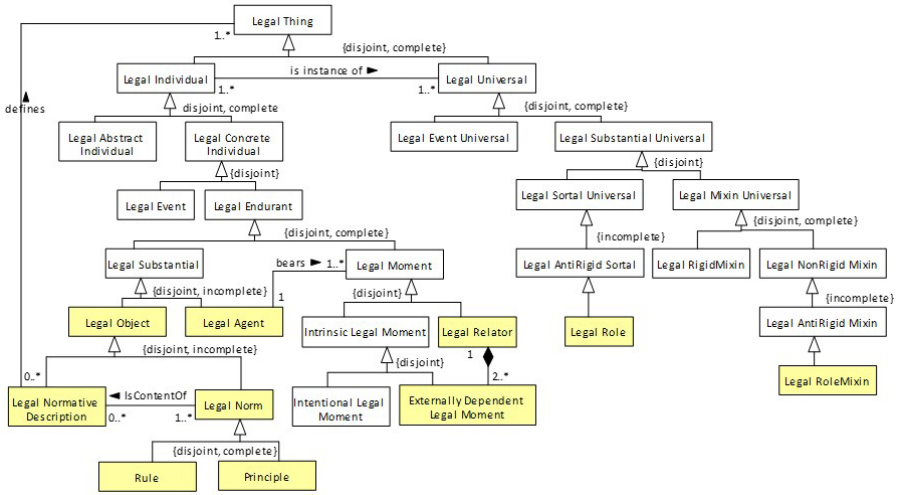 Legal Thing
1..*
{disjoint, complete}
Legal Individual
is instance of
Legal Universal
1..*
1..*
defines
disjoint, complete
disjoint, complete}
Legal Abstract
Individual
Legal Concrete
Individual
Legal Event Universal
Legal Substantial Universal
{disjoint}
{disjoint}
Legal Event
Legal Endurant
Legal Sortal Universal
Legal Mixin Universal
{disjoint, complete}
{incomplete}
{disjoint, complete}
Legal Substantial
bears
1..*
Legal Moment
Legal AntiRigid Sortal
Legal RigidMixin
Legal NonRigid Mixin
{disjoint, incomplete}
1
{disjoint}
{incomplete}
Legal Object
Legal Agent
Intrinsic Legal Moment
Legal Relator
Legal Role
Legal AntiRigid Mixin
{disjoint, incomplete}
1
{disjoint}
0..*
2..*
Legal RoleMixin
Legal Normative
Description
IsContentOf
0..*
1..*
Legal Norm
Intentional Legal
Moment
Externally Dependent
Legal Moment
{disjoint, complete}
Rule
Principle